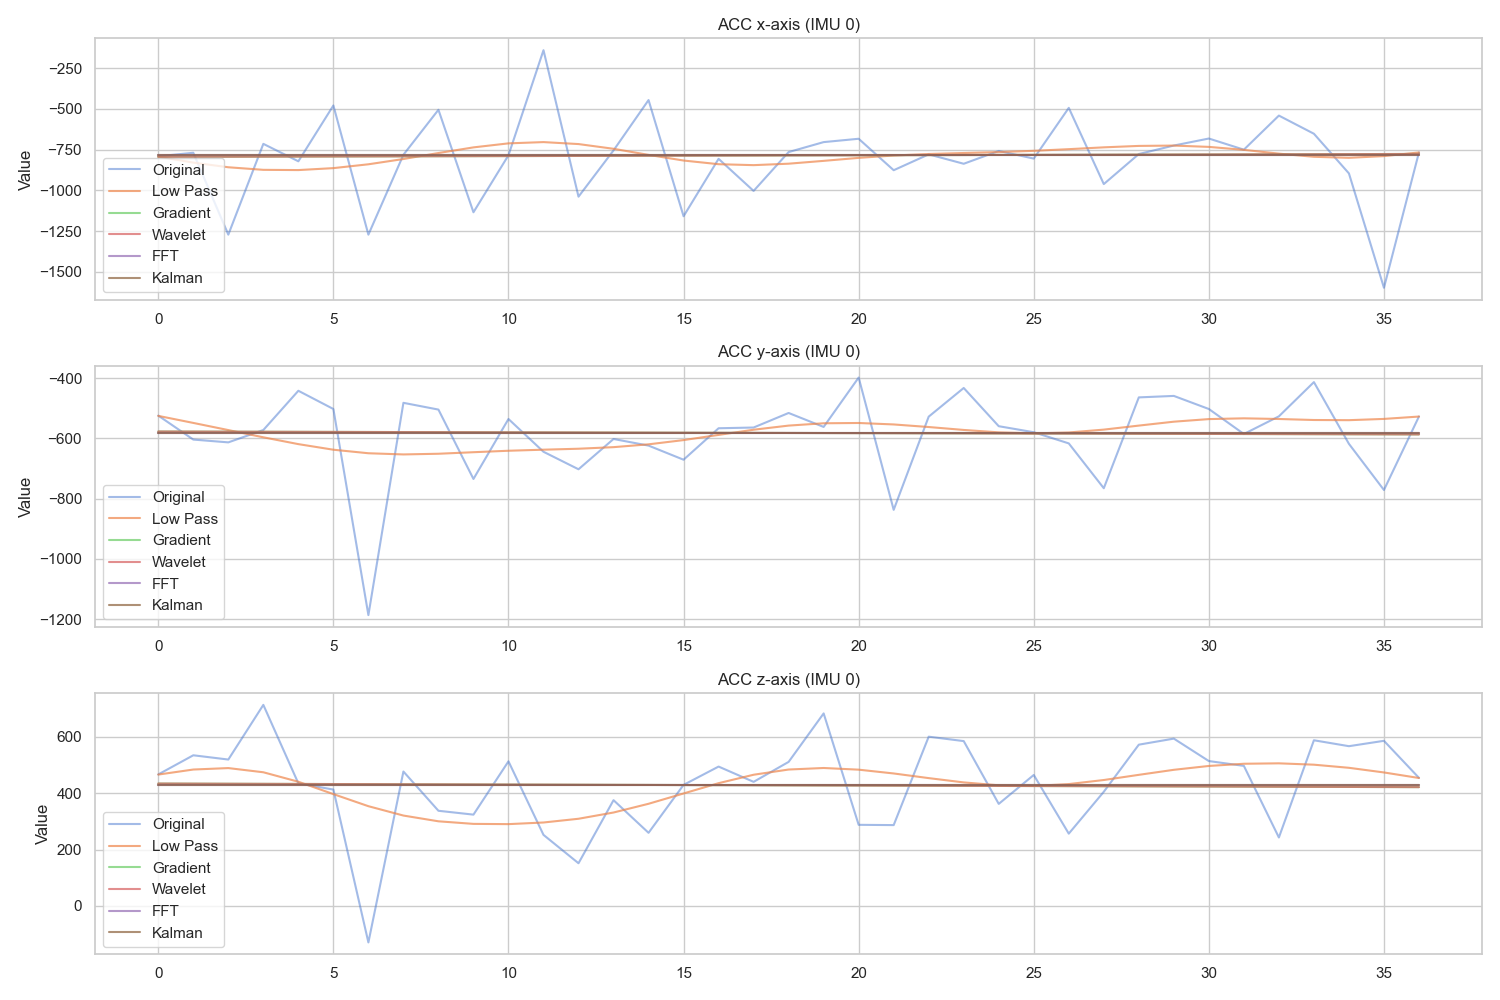 ACC x-axis (IMU 0)
Value
−250
−500
−750
−1000
−1250
−1500
Original
Low Pass
Gradient
Wavelet
FFT
Kalman
0 5 10 15 20 25 30 35
ACC y-axis (IMU 0)
Value
−400
−600
−800
−1000
−1200
Original
Low Pass
Gradient
Wavelet
FFT
Kalman
0 5 10 15 20 25 30 35
ACC z-axis (IMU 0)
Value
600
400
200
0
Original
Low Pass
Gradient
Wavelet
FFT
Kalman
0 5 10 15 20 25 30 35